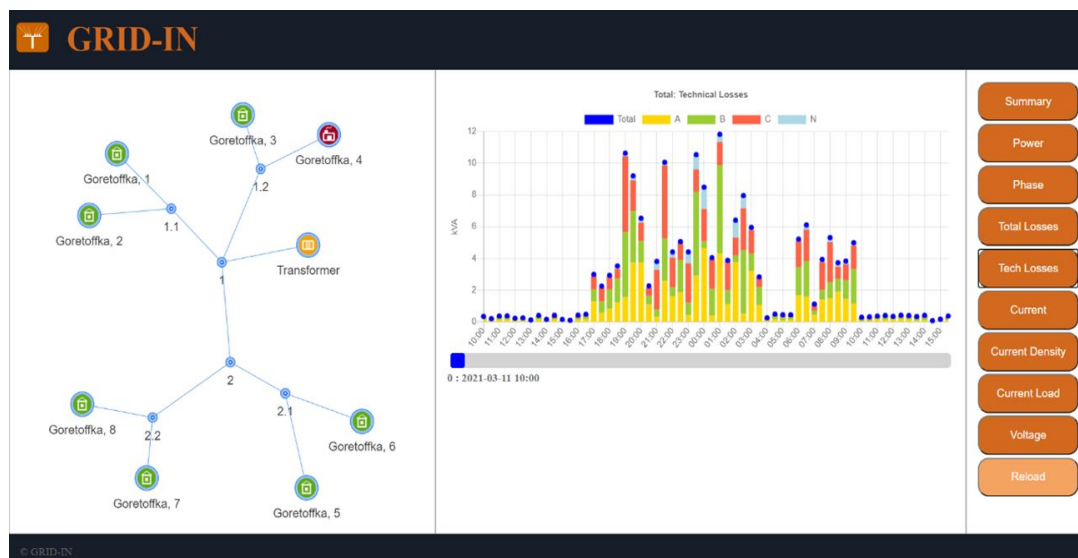 GRID-IN
Goretoffka, 3
Goretoffka, 4
Goretoffka, 1
1.2
Goretoffka, 2
1.1
Transformer
1
2
2.1
Goretoffka, 8
2.2
Goretoffka, 6
Goretoffka, 7
Goretoffka, 5
Total: Technical Losses
Total A B C N
12
10
8
6
4
2
0
kVA
10:00 11:00 12:00 13:00 14:00 15:00 16:00 17:00 18:00 19:00 20:00 21:00 22:00 23:00 00:00 01:00 02:00 03:00 04:00 05:00 06:00 07:00 08:00 09:00 10:00 11:00 12:00 13:00 14:00 15:00
0 : 2021-03-11 10:00
Summary
Power
Phase
Total Losses
Tech Losses
Current
Current Density
Current Load
Voltage
Reload
© GRID-IN